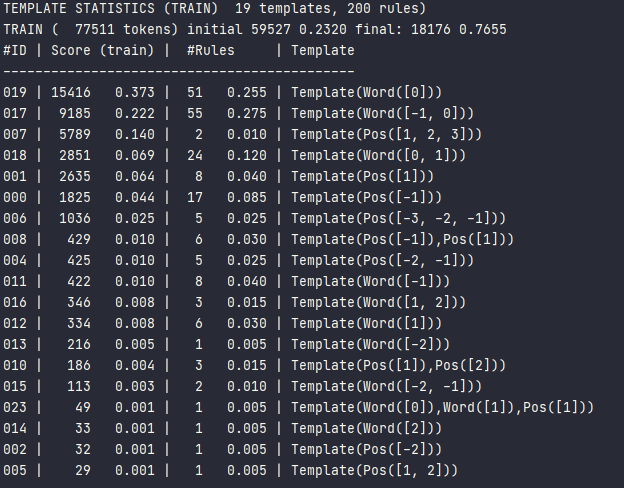 TEMPLATE STATISTICS (TRAIN)  19 templates, 200 rules)
TRAIN (  77511 tokens) initial 59527 0.2320 final: 18176 0.7655
#ID | Score (train) |  #Rules     | Template
--------------------------------------------
019 | 15416   0.373 |  51   0.255 | Template(Word([0]))
017 |  9185   0.222 |  55   0.275 | Template(Word([-1, 0]))
007 |  5789   0.140 |   2   0.010 | Template(Pos([1, 2, 3]))
018 |  2851   0.069 |  24   0.120 | Template(Word([0, 1]))
001 |  2635   0.064 |   8   0.040 | Template(Pos([1]))
000 |  1825   0.044 |  17   0.085 | Template(Pos([-1]))
006 |  1036   0.025 |   5   0.025 | Template(Pos([-3, -2, -1]))
008 |   429   0.010 |   6   0.030 | Template(Pos([-1]),Pos([1]))
004 |   425   0.010 |   5   0.025 | Template(Pos([-2, -1]))
011 |   422   0.010 |   8   0.040 | Template(Word([-1]))
016 |   346   0.008 |   3   0.015 | Template(Word([1, 2]))
012 |   334   0.008 |   6   0.030 | Template(Word([1]))
013 |   216   0.005 |   1   0.005 | Template(Word([-2]))
010 |   186   0.004 |   3   0.015 | Template(Pos([1]),Pos([2]))
015 |   113   0.003 |   2   0.010 | Template(Word([-2, -1]))
023 |    49   0.001 |   1   0.005 | Template(Word([0]),Word([1]),Pos([1]))
014 |    33   0.001 |   1   0.005 | Template(Word([2]))
002 |    32   0.001 |   1   0.005 | Template(Pos([-2]))
005 |    29   0.001 |   1   0.005 | Template(Pos([1, 2]))